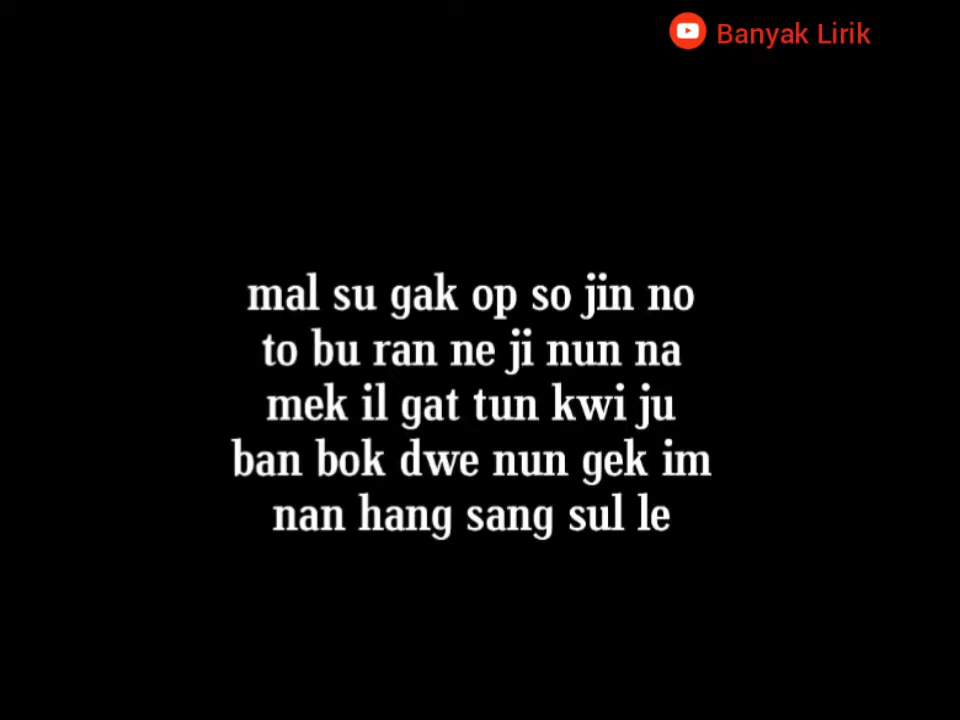 Banyak Lirik
mal su gak op so jin no
to bu ran ne ji nun na
mek il gat tun kwi ju
ban bok dwe nun gek im
nan hang sang sul le